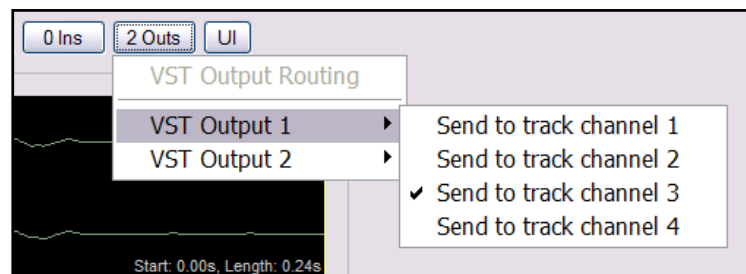 0 Ins
2 Outs
UI
VST Output Routing
VST Output 1
VST Output 2
Send to track channel 1
Send to track channel 2
Send to track channel 3
Send to track channel 4
Start: 0.00s, Length: 0.24s